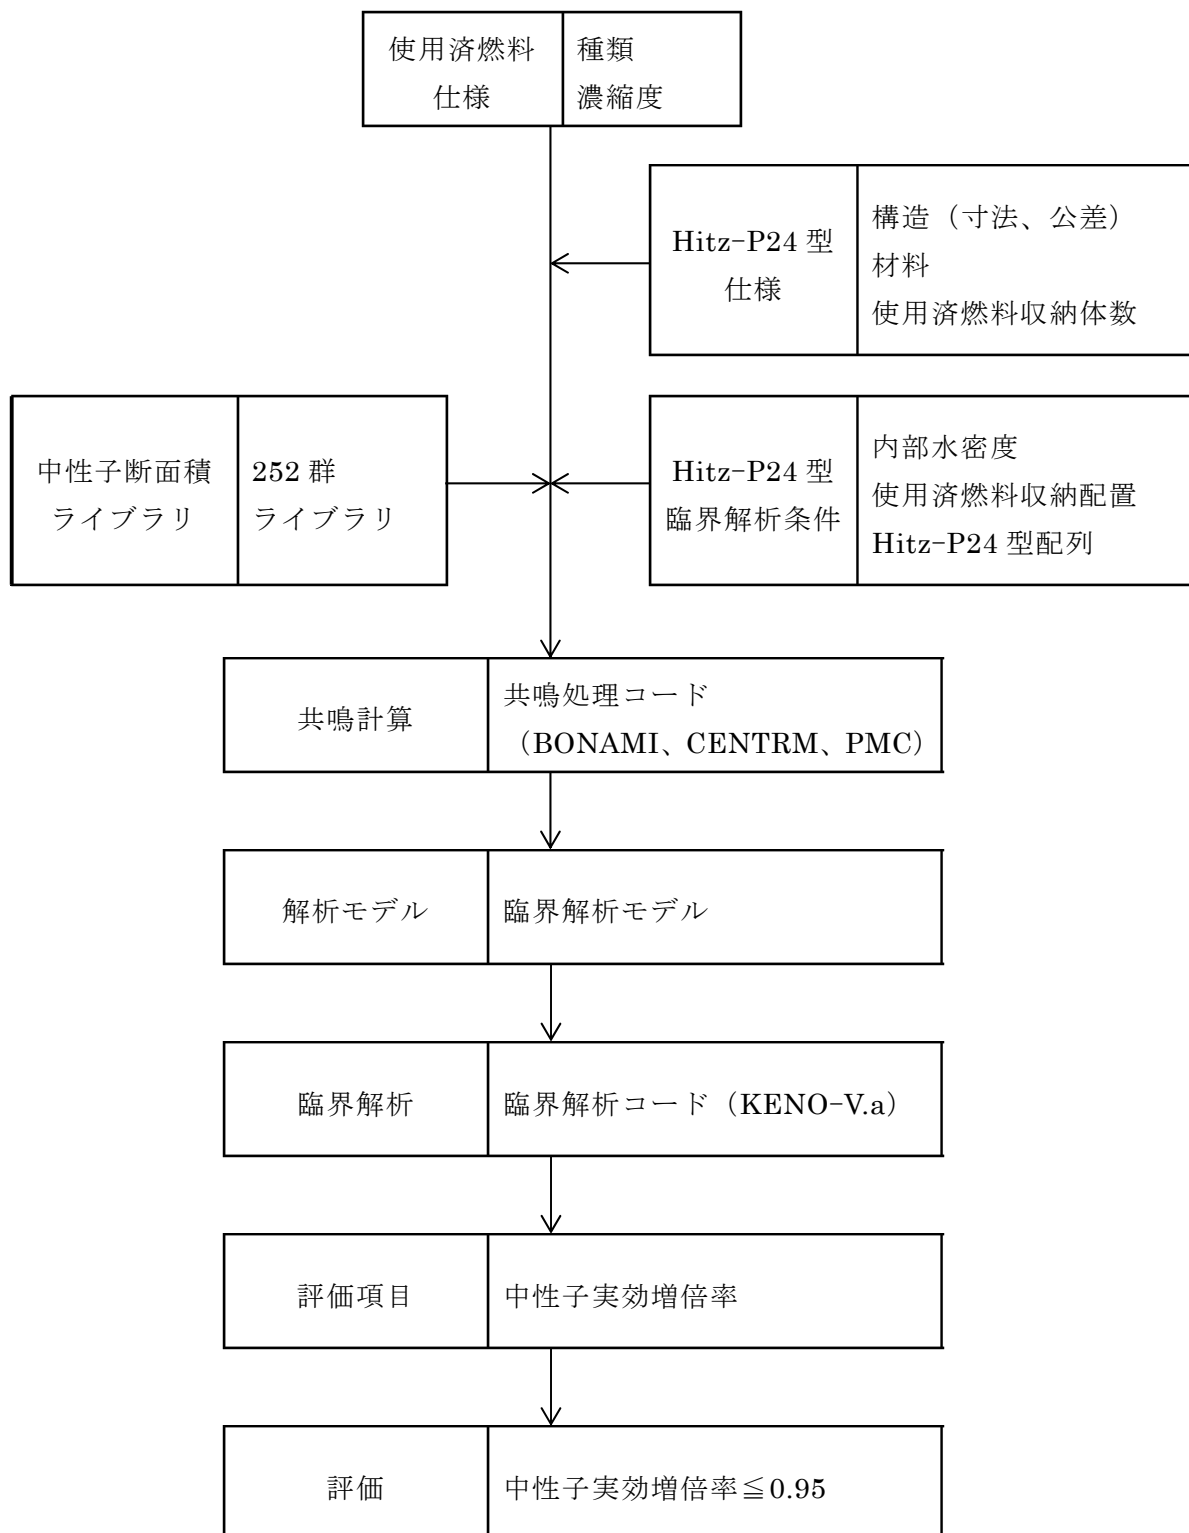 使用済燃料
仕様
種類
濃縮度
Hitz-P24 型
仕様
構造（寸法、公差）
材料
使用済燃料収納体数
中性子断面積
ライブラリ
252 群
ライブラリ
Hitz-P24 型
臨界解析条件
内部水密度
使用済燃料収納配置
Hitz-P24 型配列
共鳴計算
共鳴処理コード
（BONAMI、CENTRM、PMC）
解析モデル
臨界解析モデル
臨界解析
臨界解析コード（KENO-V.a）
評価項目
中性子実効増倍率
評価
中性子実効増倍率≦0.95